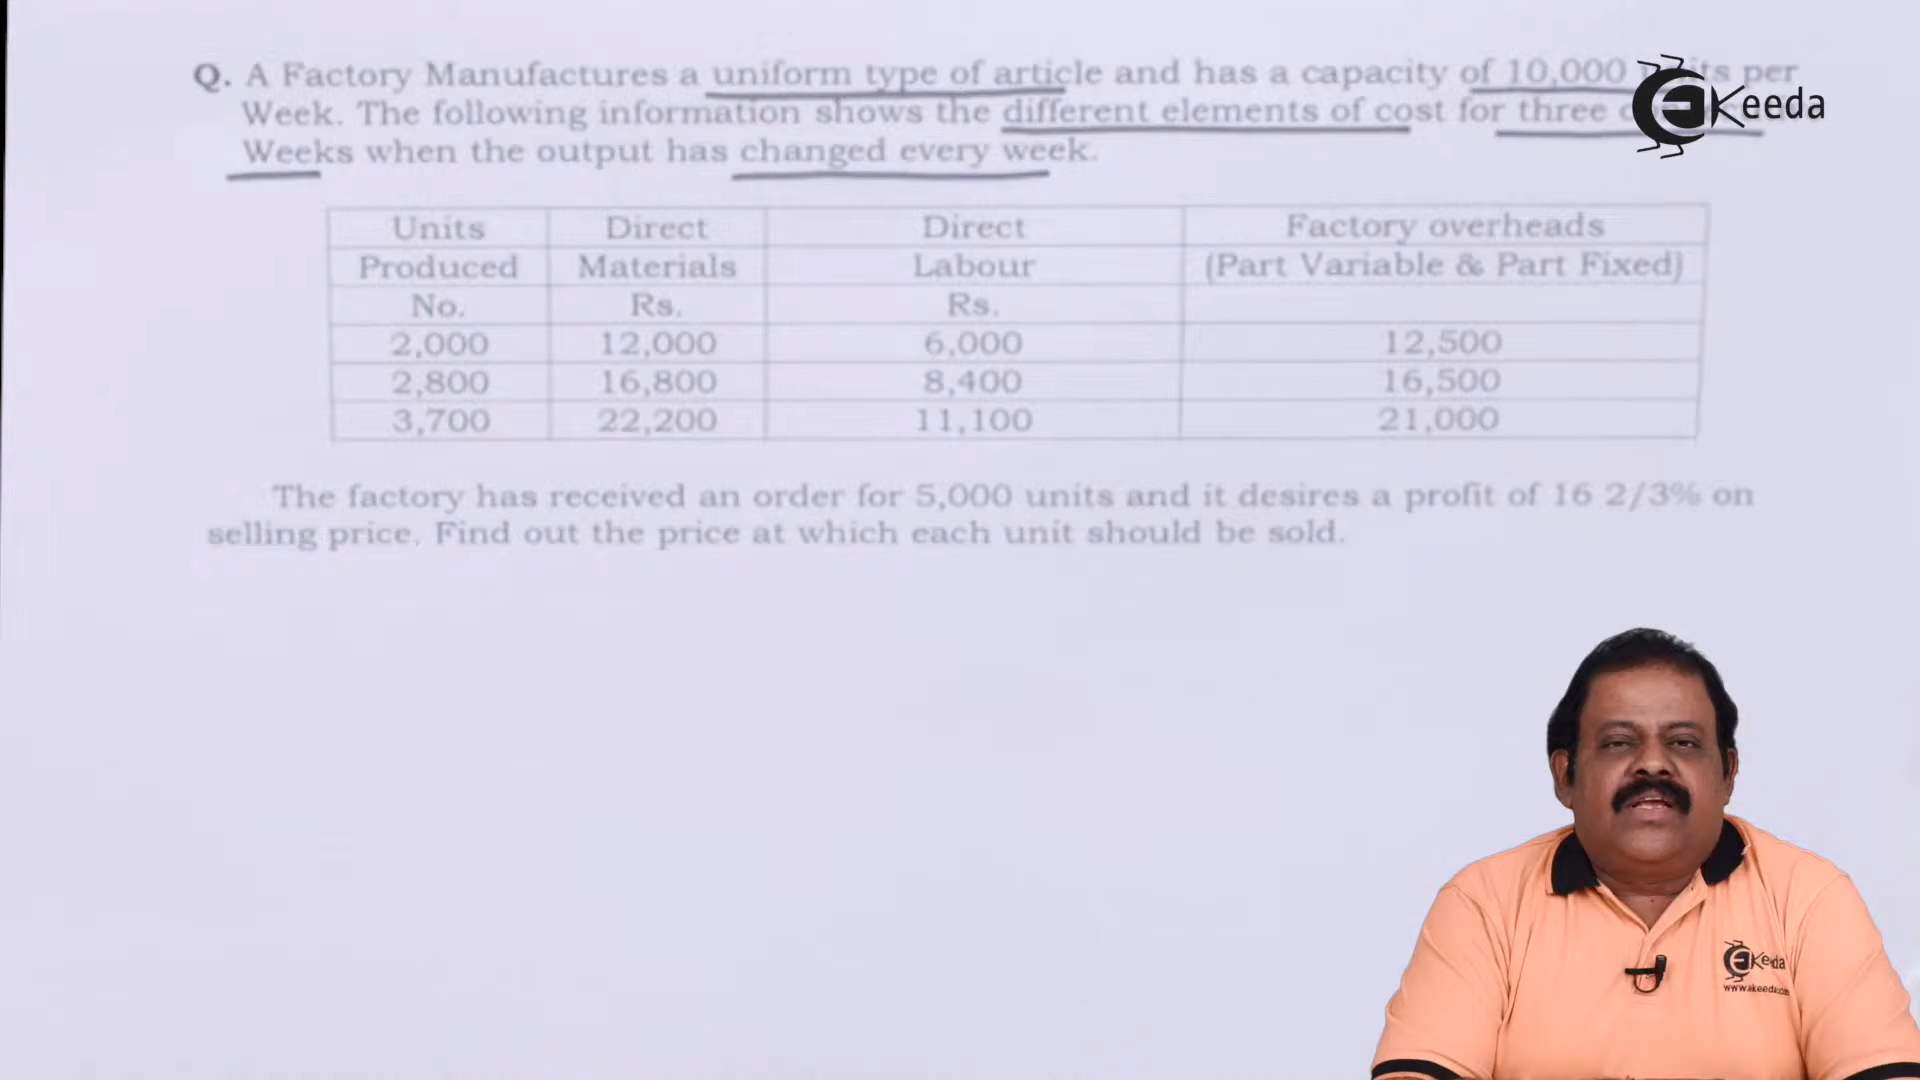 Q. A Factory Manufactures a uniform type of article and has a capacity of 10,000 per
Week. The following information shows the different elements of cost for three
Weeks when the output has changed every week.
Keeda
Units Direct Direct Factory overheads
Produced Materials Labour (Part Variable & Part Fixed)
No. Rs. Rs.
2,000 12,000 6,000 12,500
2,800 16,800 8,400 16,500
3,700 22,200 11,100 21,000
The factory has received an order for 5,000 units and it desires a profit of 16 2/3% on
selling price. Find out the price at which each unit should be sold.
Keeda
www.ekeeda.com